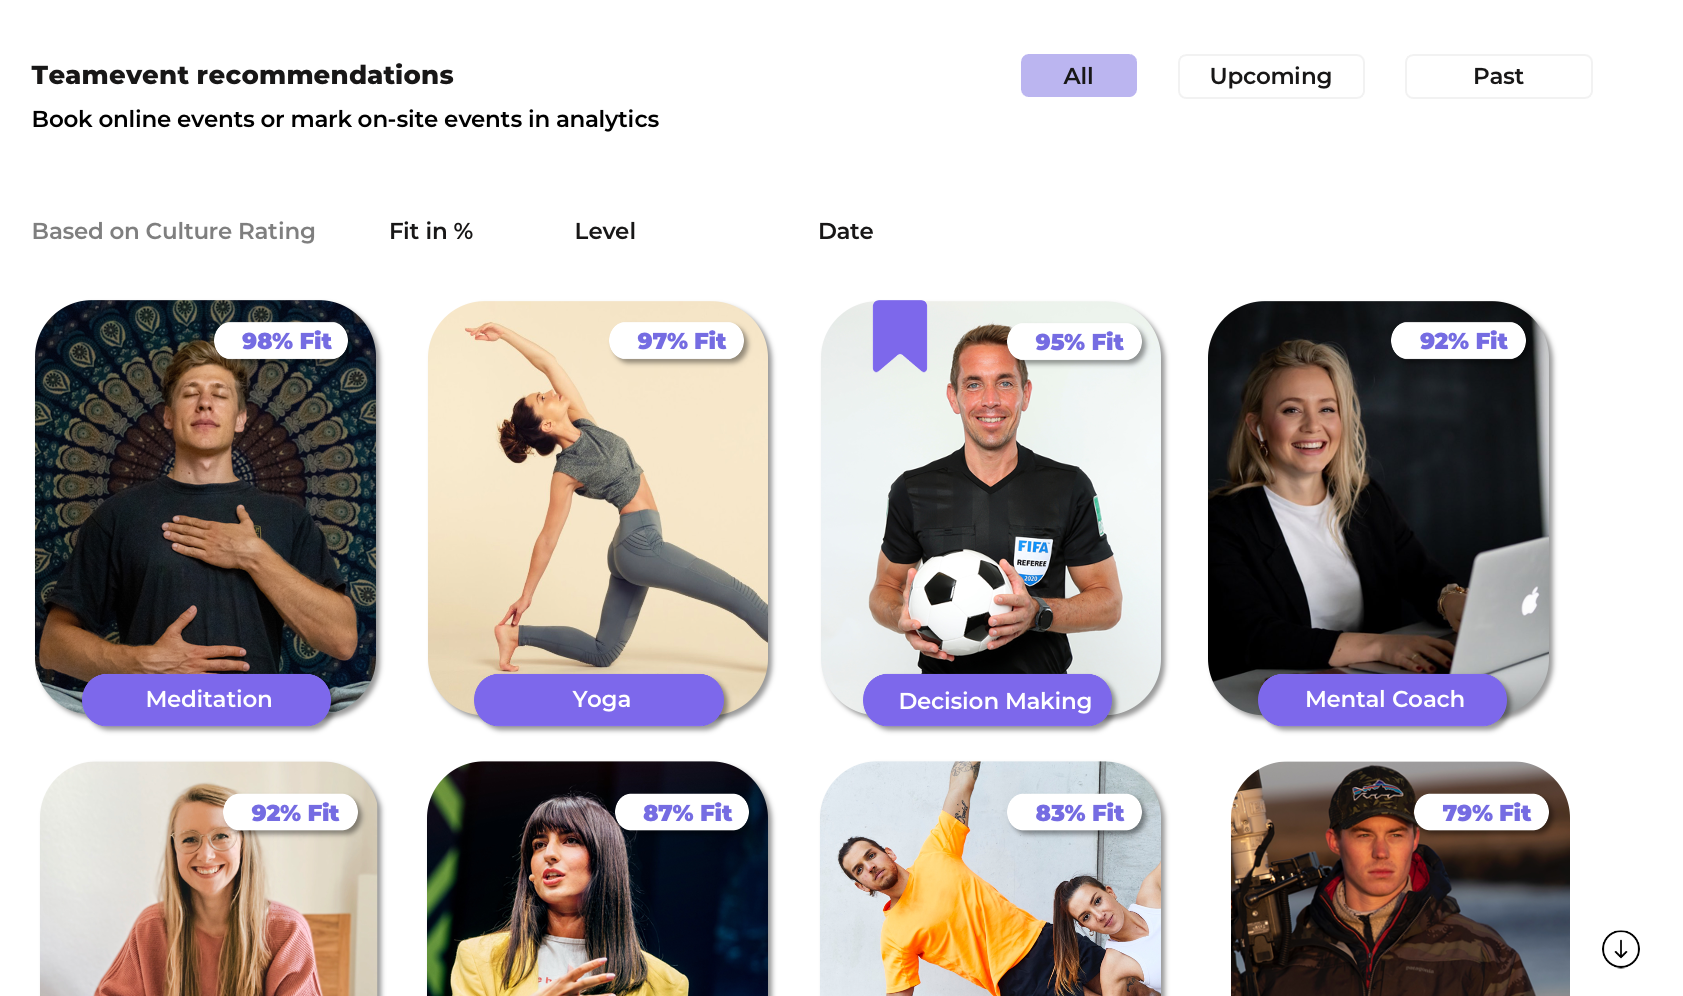 Teamevent recommendations
All
Upcoming
Past
Book online events or mark on-site events in analytics
Based on Culture Rating
Fit in %
Level
Date
98% Fit
97% Fit
95% Fit
92% Fit
FIFA
REFEREE
2020
Meditation
Yoga
Decision Making
Mental Coach
92% Fit
87% Fit
83% Fit
79% Fit